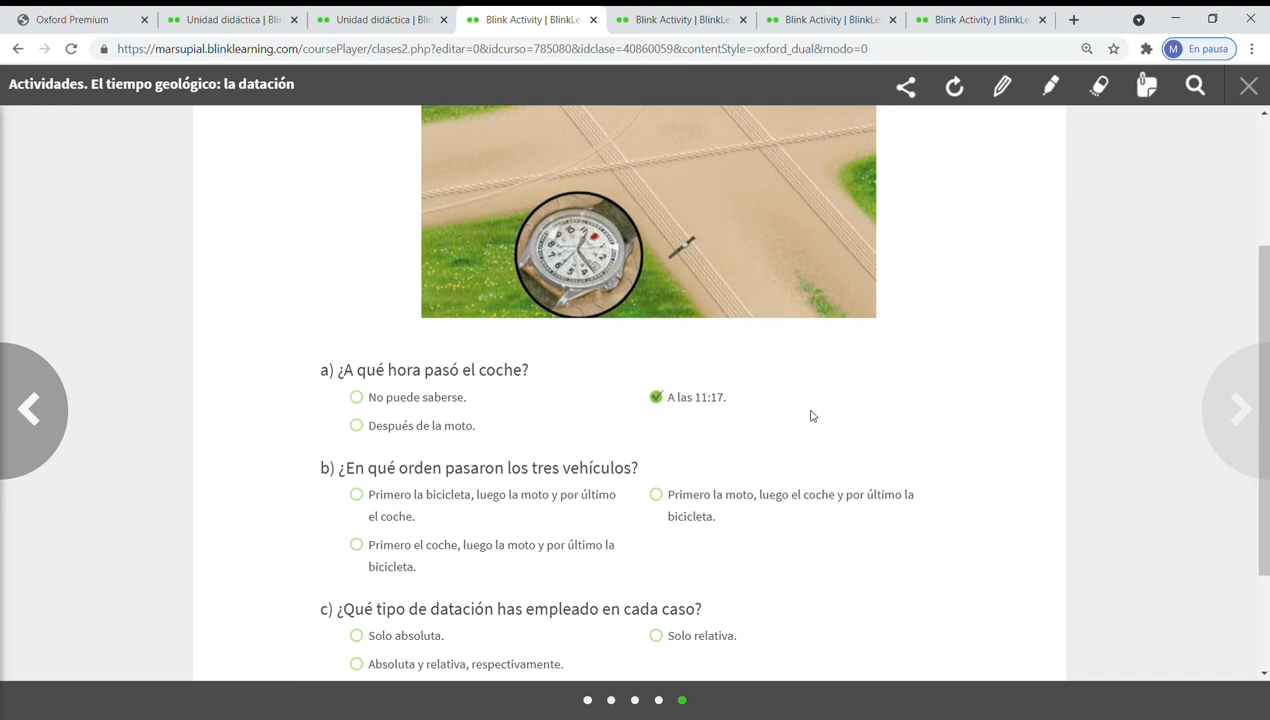 Oxford Premium
Unidad didáctica | Blin
Unidad didáctica | Blin
Blink Activity | BlinkLe
Blink Activity | BlinkLe
Blink Activity | BlinkLe
Blink Activity | BlinkLe
https://marsupial.blinklearning.com/coursePlayer/clases2.php?editar=0&idcurso=785080&idclase=40860059&contentStyle=oxford_dual&modo=0
M En pausa
Actividades. El tiempo geológico: la datación
a) ¿A qué hora pasó el coche?
No puede saberse.
A las 11:17.
Después de la moto.
b) ¿En qué orden pasaron los tres vehículos?
Primero la bicicleta, luego la moto y por último
el coche.
Primero la moto, luego el coche y por último la
bicicleta.
Primero el coche, luego la moto y por último la
bicicleta.
c) ¿Qué tipo de datación has empleado en cada caso?
Solo absoluta.
Solo relativa.
Absoluta y relativa, respectivamente.